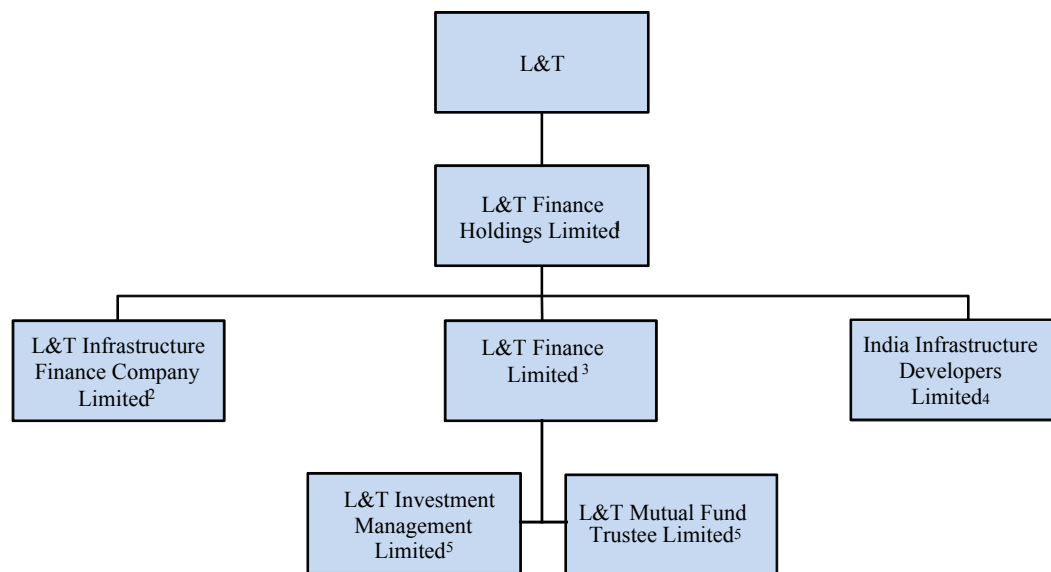 L&T
L&T Finance
Holdings Limited1
L&T Infrastructure
Finance Company
Limited2
L&T Finance
Limited 3
India Infrastructure
Developers
Limited4
L&T Investment
Management
Limited5
L&T Mutual Fund
Trustee Limited5